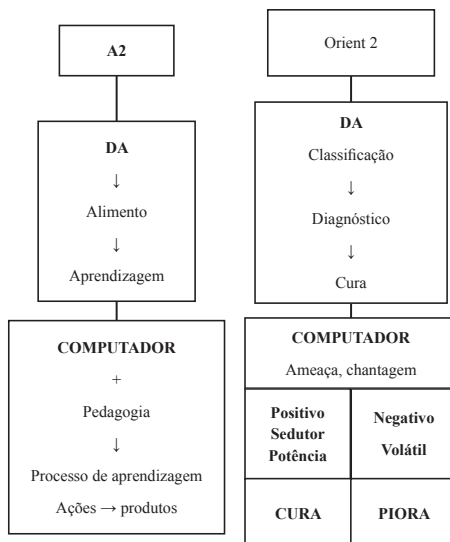 A2
DA
↓
Alimento
↓
Aprendizagem
COMPUTADOR
+
Pedagogia
↓
Processo de aprendizagem
Ações → produtos
Orient 2
DA
Classificação
↓
Diagnóstico
↓
Cura
COMPUTADOR
Ameaça, chantagem
Positivo
Sedutor
Potência
Negativo
Volátil
CURA
PIORA